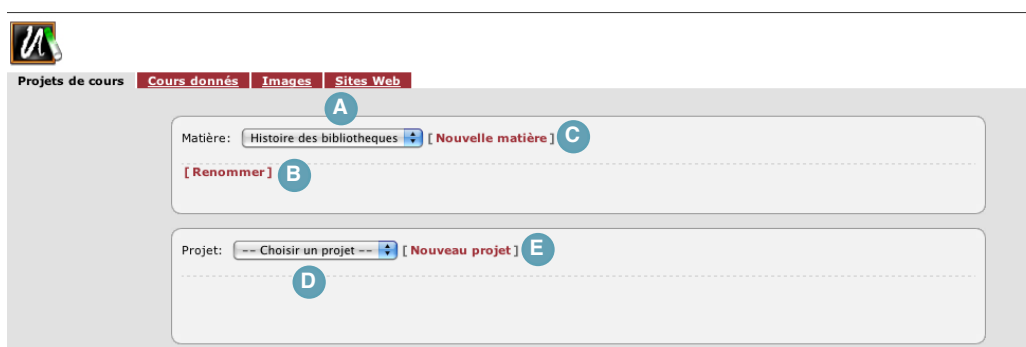 Projets de cours Cours donnés Images Sites Web
A
Matière: Histoire des bibliotheques [ Nouvelle matière ] C
[ Renommer ] B
Projet: -- Choisir un projet -- [ Nouveau projet ] E
D